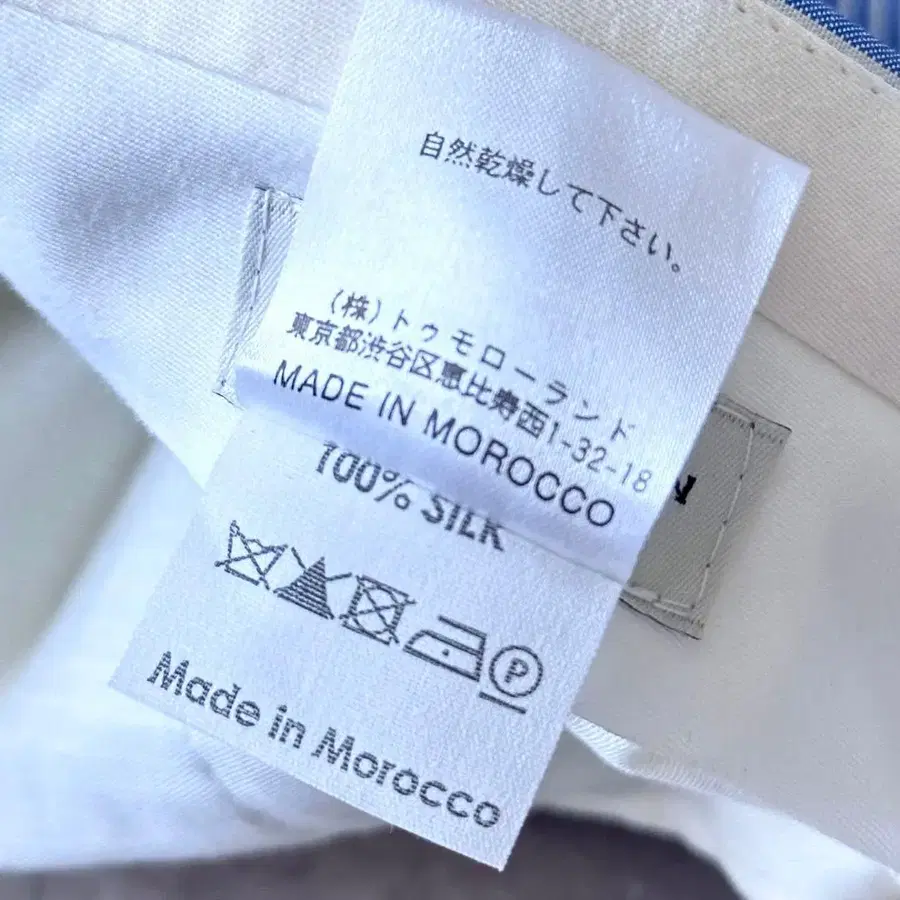 自然乾燥して下さい。
(株)トゥモローランド
東京都渋谷区恵比寿西1-32-18
MADE IN MOROCCO
100% SILK
P
Made in Morocco